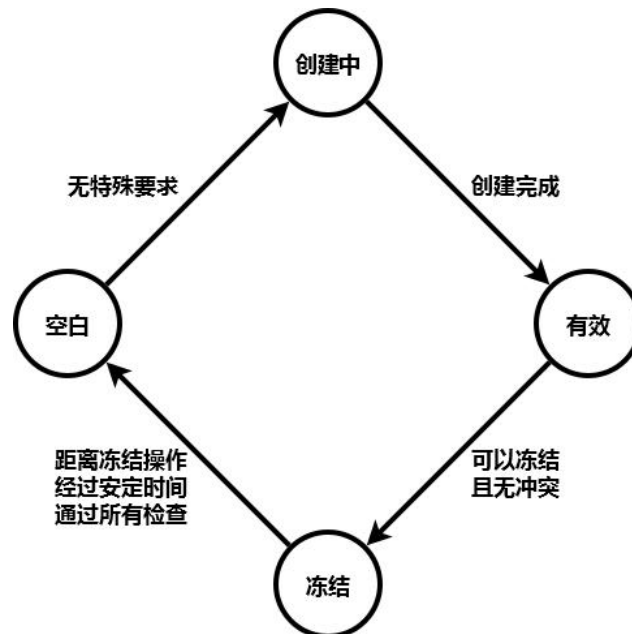 创建中
无特殊要求
创建完成
空白
有效
距离冻结操作
经过安定时间
通过所有检查
可以冻结
且无冲突
冻结